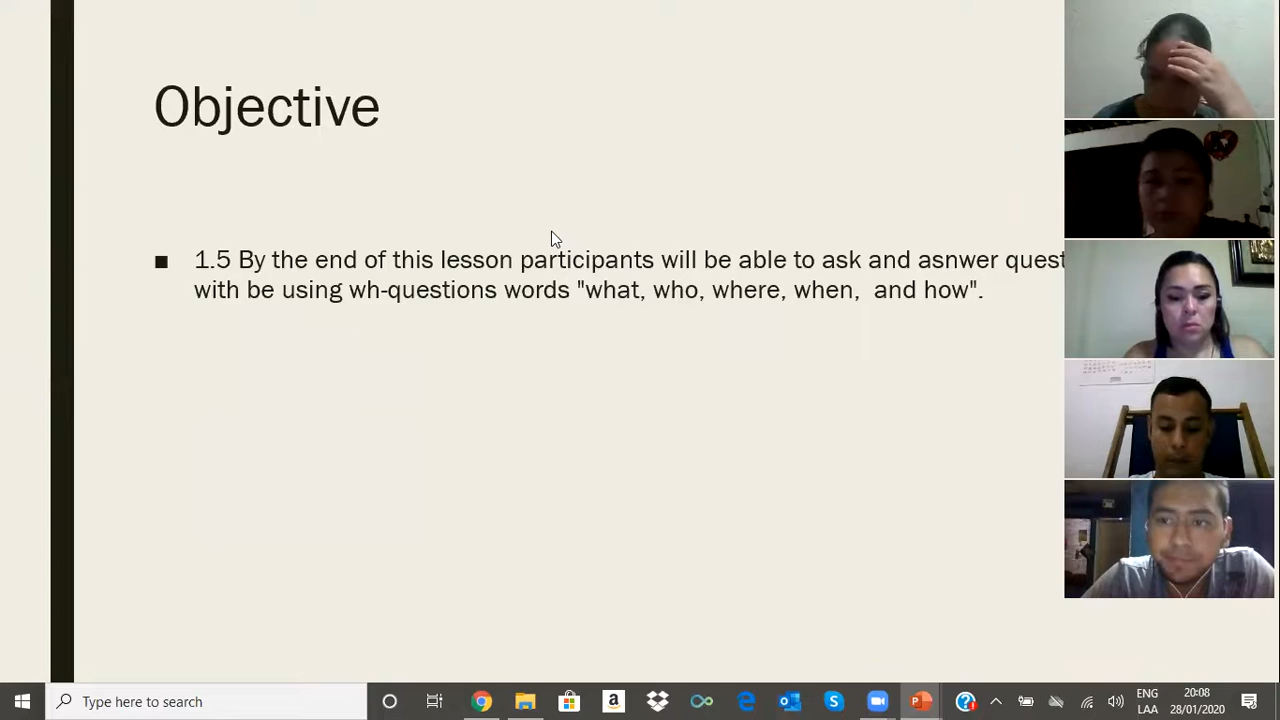 Objective
■ 1.5 By the end of this lesson participants will be able to ask and asnwer quest
with be using wh-questions words "what, who, where, when, and how".
Type here to search
ENG
LAA
20:08
28/01/2020